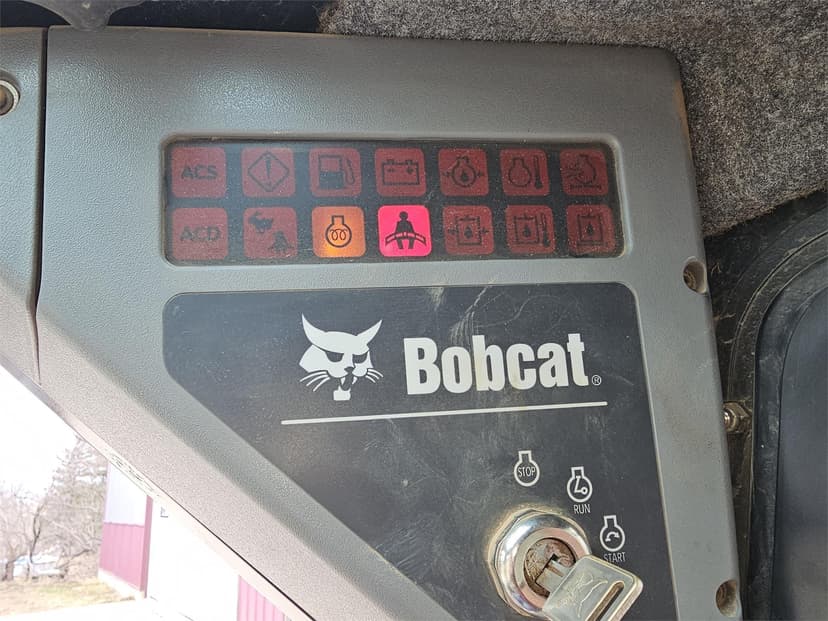 ACS
ACD
Bobcat®
STOP
RUN
START